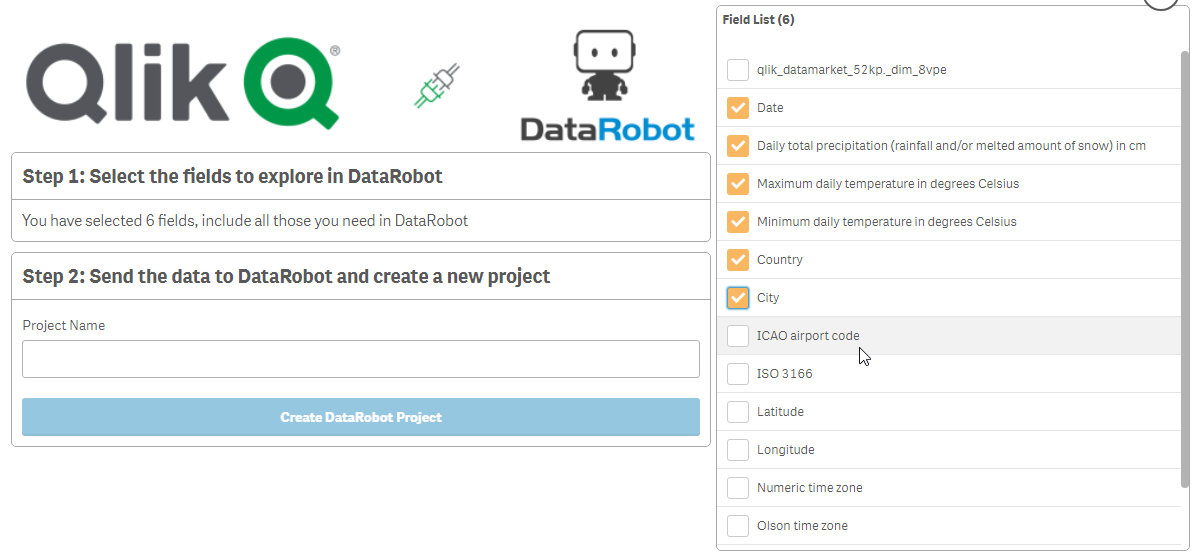 Qlik Q®
DataRobot
Step 1: Select the fields to explore in DataRobot
You have selected 6 fields, include all those you need in DataRobot
Step 2: Send the data to DataRobot and create a new project
Project Name
Create DataRobot Project
Field List (6)
qlik_datamarket_52kp._dim_8vpe
Date
Daily total precipitation (rainfall and/or melted amount of snow) in cm
Maximum daily temperature in degrees Celsius
Minimum daily temperature in degrees Celsius
Country
City
ICAO airport code
ISO 3166
Latitude
Longitude
Numeric time zone
Olson time zone